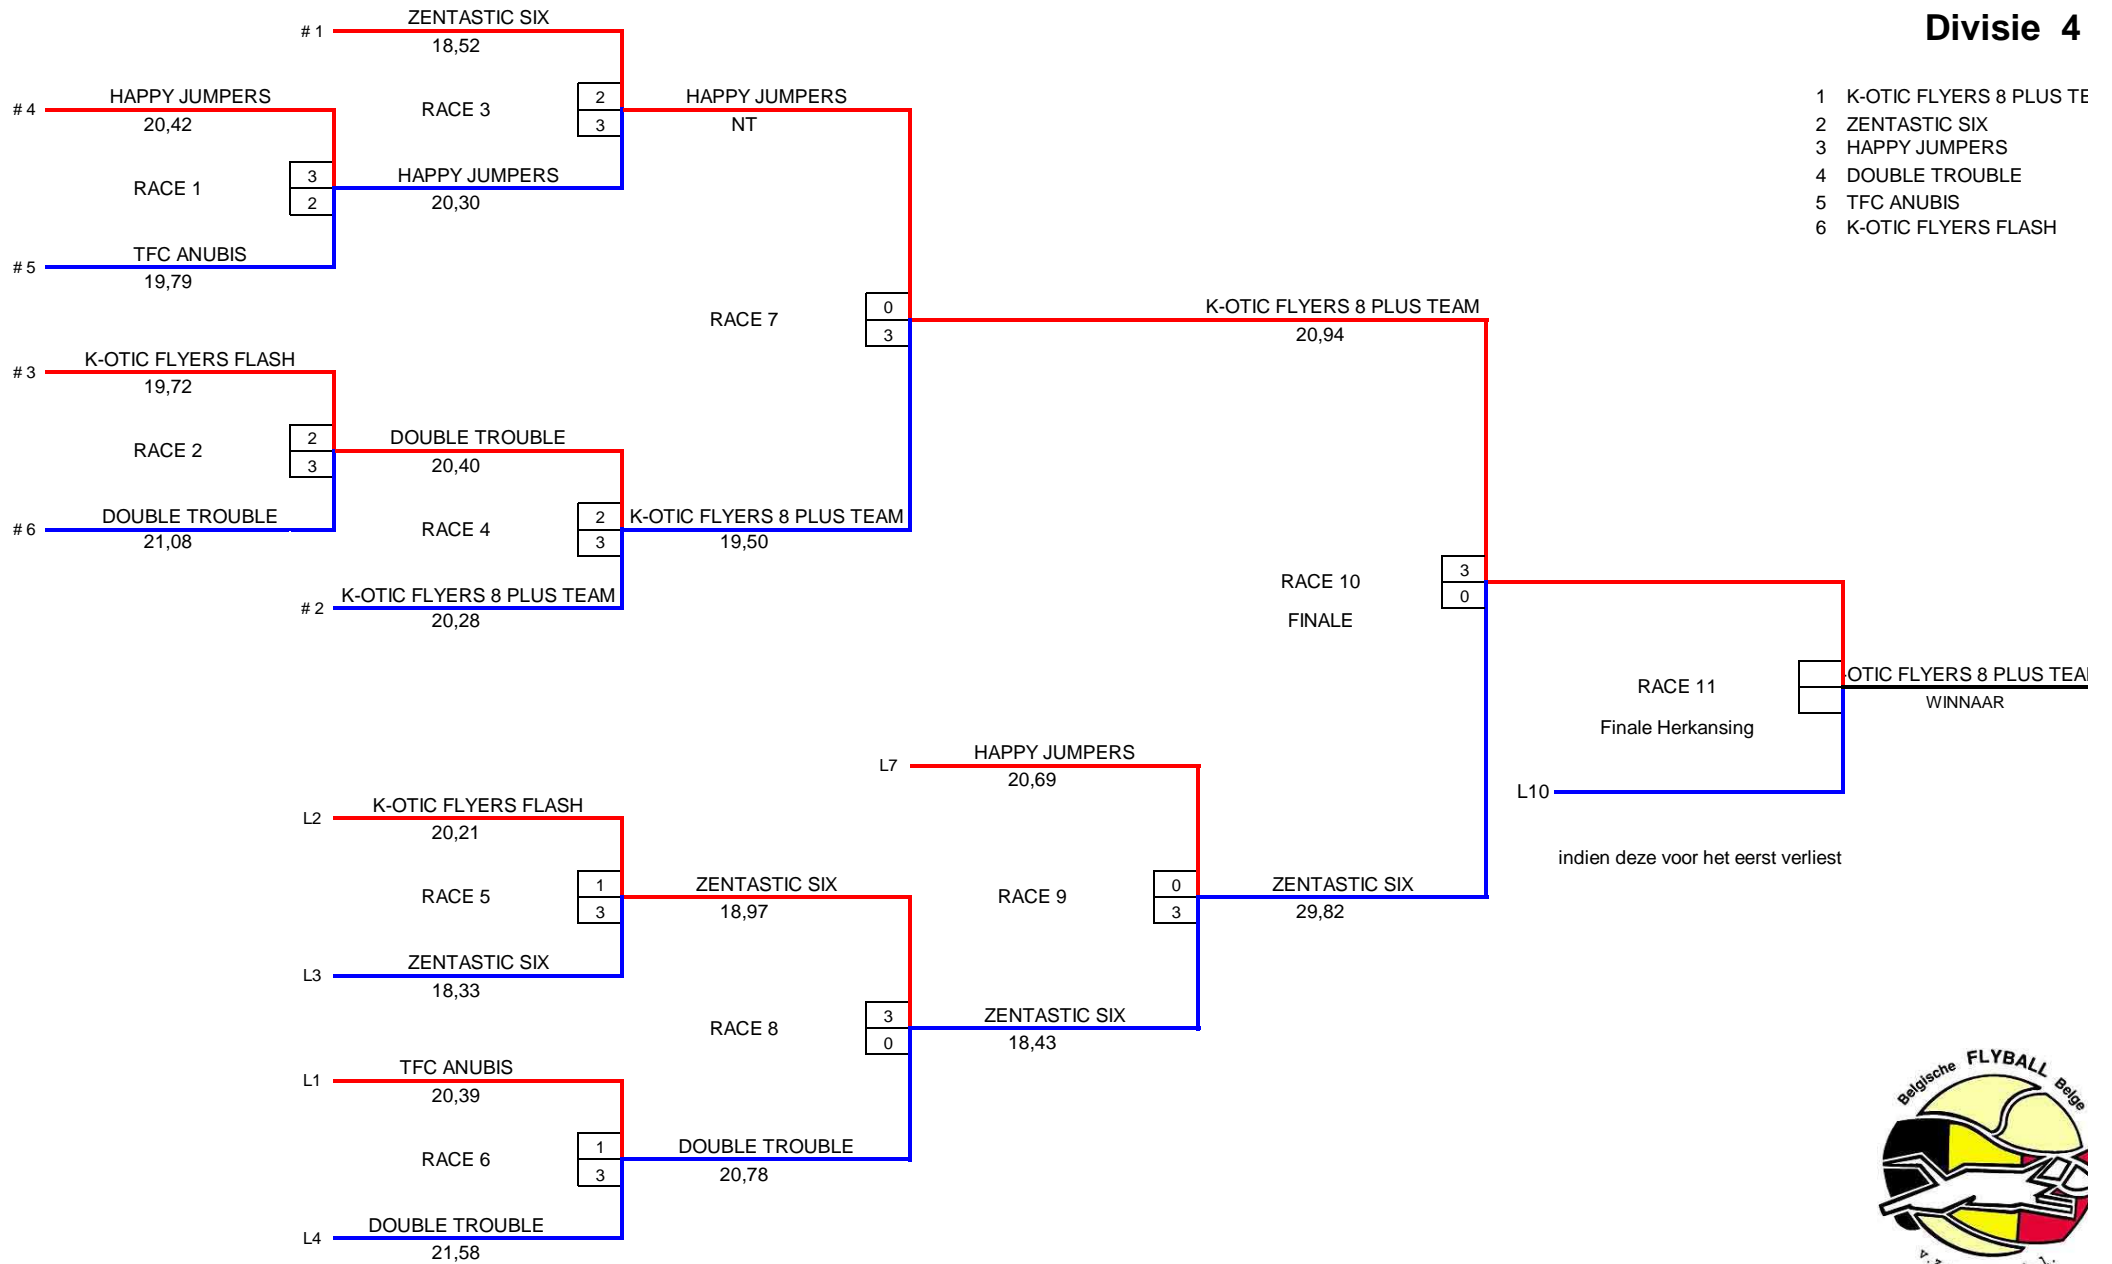 Divisie 4
ZENTASTIC SIX
# 1
18,52
HAPPY JUMPERS
# 4
20,42
RACE 3
2
3
HAPPY JUMPERS
NT
1 K-OTIC FLYERS 8 PLUS TE
2 ZENTASTIC SIX
3 HAPPY JUMPERS
4 DOUBLE TROUBLE
5 TFC ANUBIS
6 K-OTIC FLYERS FLASH
RACE 1
3
2
HAPPY JUMPERS
20,30
TFC ANUBIS
# 5
19,79
RACE 7
0
3
K-OTIC FLYERS 8 PLUS TEAM
20,94
K-OTIC FLYERS FLASH
# 3
19,72
RACE 2
2
3
DOUBLE TROUBLE
20,40
DOUBLE TROUBLE
# 6
21,08
RACE 4
2
3
K-OTIC FLYERS 8 PLUS TEAM
19,50
K-OTIC FLYERS 8 PLUS TEAM
# 2
20,28
RACE 10
FINALE
3
0
RACE 11
Finale Herkansing
OTIC FLYERS 8 PLUS TEA
WINNAAR
L10
indien deze voor het eerst verliest
HAPPY JUMPERS
L7
20,69
K-OTIC FLYERS FLASH
L2
20,21
RACE 5
1
3
ZENTASTIC SIX
18,97
RACE 9
0
3
ZENTASTIC SIX
29,82
ZENTASTIC SIX
L3
18,33
RACE 8
3
0
ZENTASTIC SIX
18,43
TFC ANUBIS
L1
20,39
RACE 6
1
3
DOUBLE TROUBLE
20,78
DOUBLE TROUBLE
L4
21,58
Belgische FLYBALL Belge